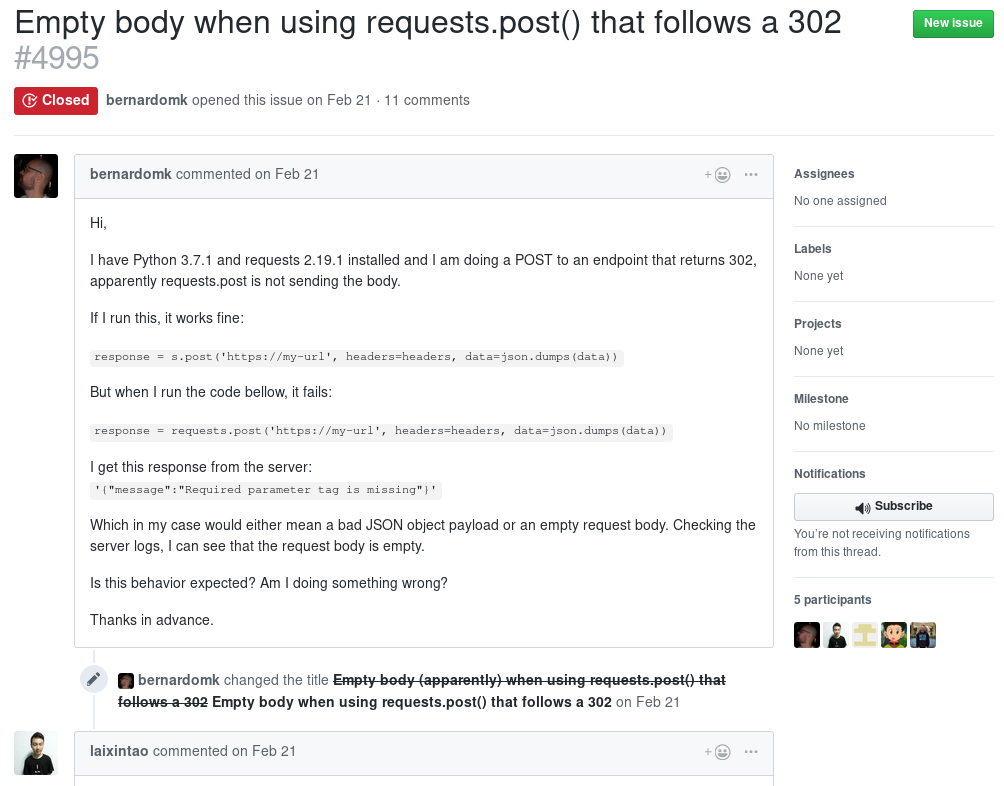 Empty body when using requests.post() that follows a 302
#4995
New issue
Closed bernardomk opened this issue on Feb 21 · 11 comments
bernardomk commented on Feb 21
Hi,
I have Python 3.7.1 and requests 2.19.1 installed and I am doing a POST to an endpoint that returns 302,
apparently requests.post is not sending the body.
If I run this, it works fine:
response = s.post('https://my-url', headers=headers, data=json.dumps(data))
But when I run the code bellow, it fails:
response = requests.post('https://my-url', headers=headers, data=json.dumps(data))
I get this response from the server:
'{"message":"Required parameter tag is missing"}'
Which in my case would either mean a bad JSON object payload or an empty request body. Checking the
server logs, I can see that the request body is empty.
Is this behavior expected? Am I doing something wrong?
Thanks in advance.
bernardomk changed the title Empty body (apparently) when using requests.post() that
follows a 302 Empty body when using requests.post() that follows a 302 on Feb 21
laixintao commented on Feb 21
Assignees
No one assigned
Labels
None yet
Projects
None yet
Milestone
No milestone
Notifications
Subscribe
You're not receiving notifications
from this thread.
5 participants